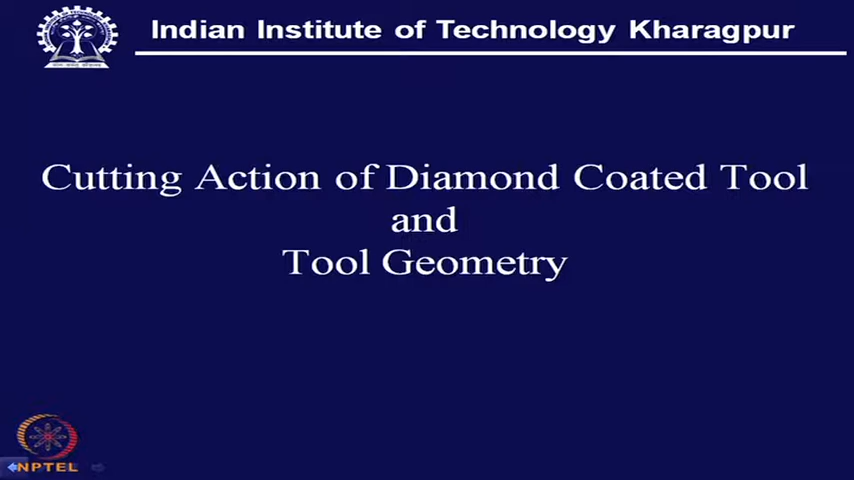 Indian Institute of Technology Kharagpur
Cutting Action of Diamond Coated Tool
and
Tool Geometry
NPTEL